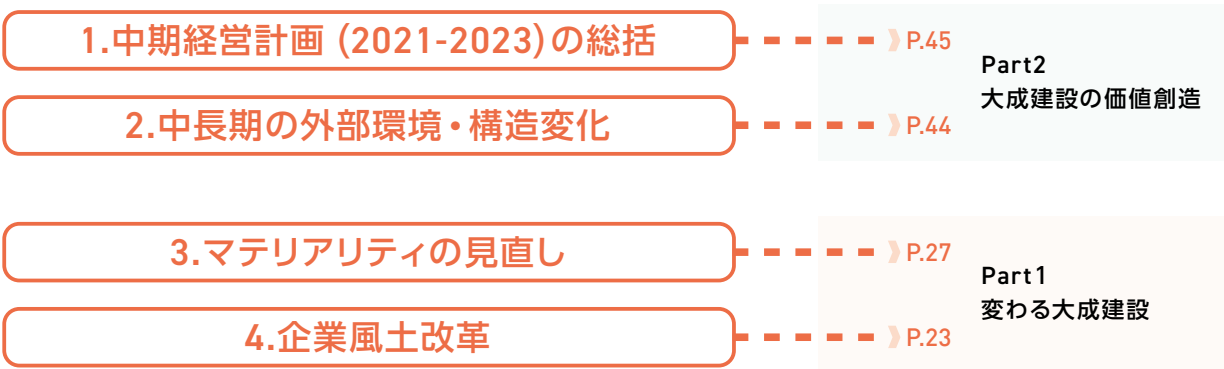 1.中期経営計画 (2021-2023)の総括
P.45
2.中長期の外部環境・構造変化
P.44
Part2
大成建設の価値創造
3.マテリアリティの見直し
P.27
4.企業風土改革
P.23
Part1
変わる大成建設